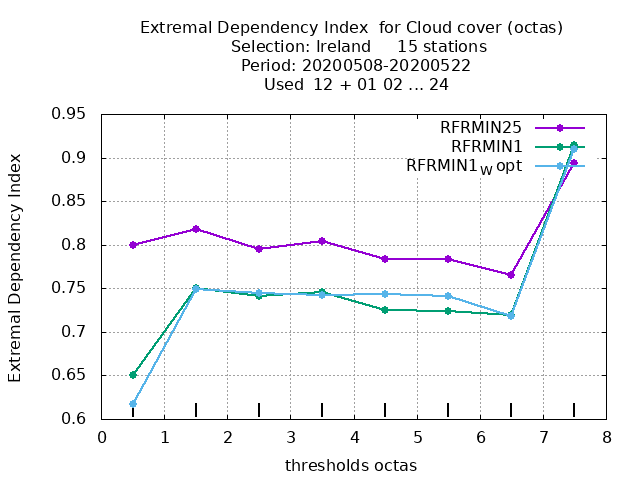 Extremal Dependency Index  for Cloud cover (octas)
Selection: Ireland     15 stations
Period: 20200508-20200522
Used  12 + 01 02 ... 24
Extremal Dependency Index
0.95
0.9
0.85
0.8
0.75
0.7
0.65
0.6
RFRMIN25
RFRMIN1
RFRMIN1w opt
0 1 2 3 4 5 6 7 8
thresholds octas